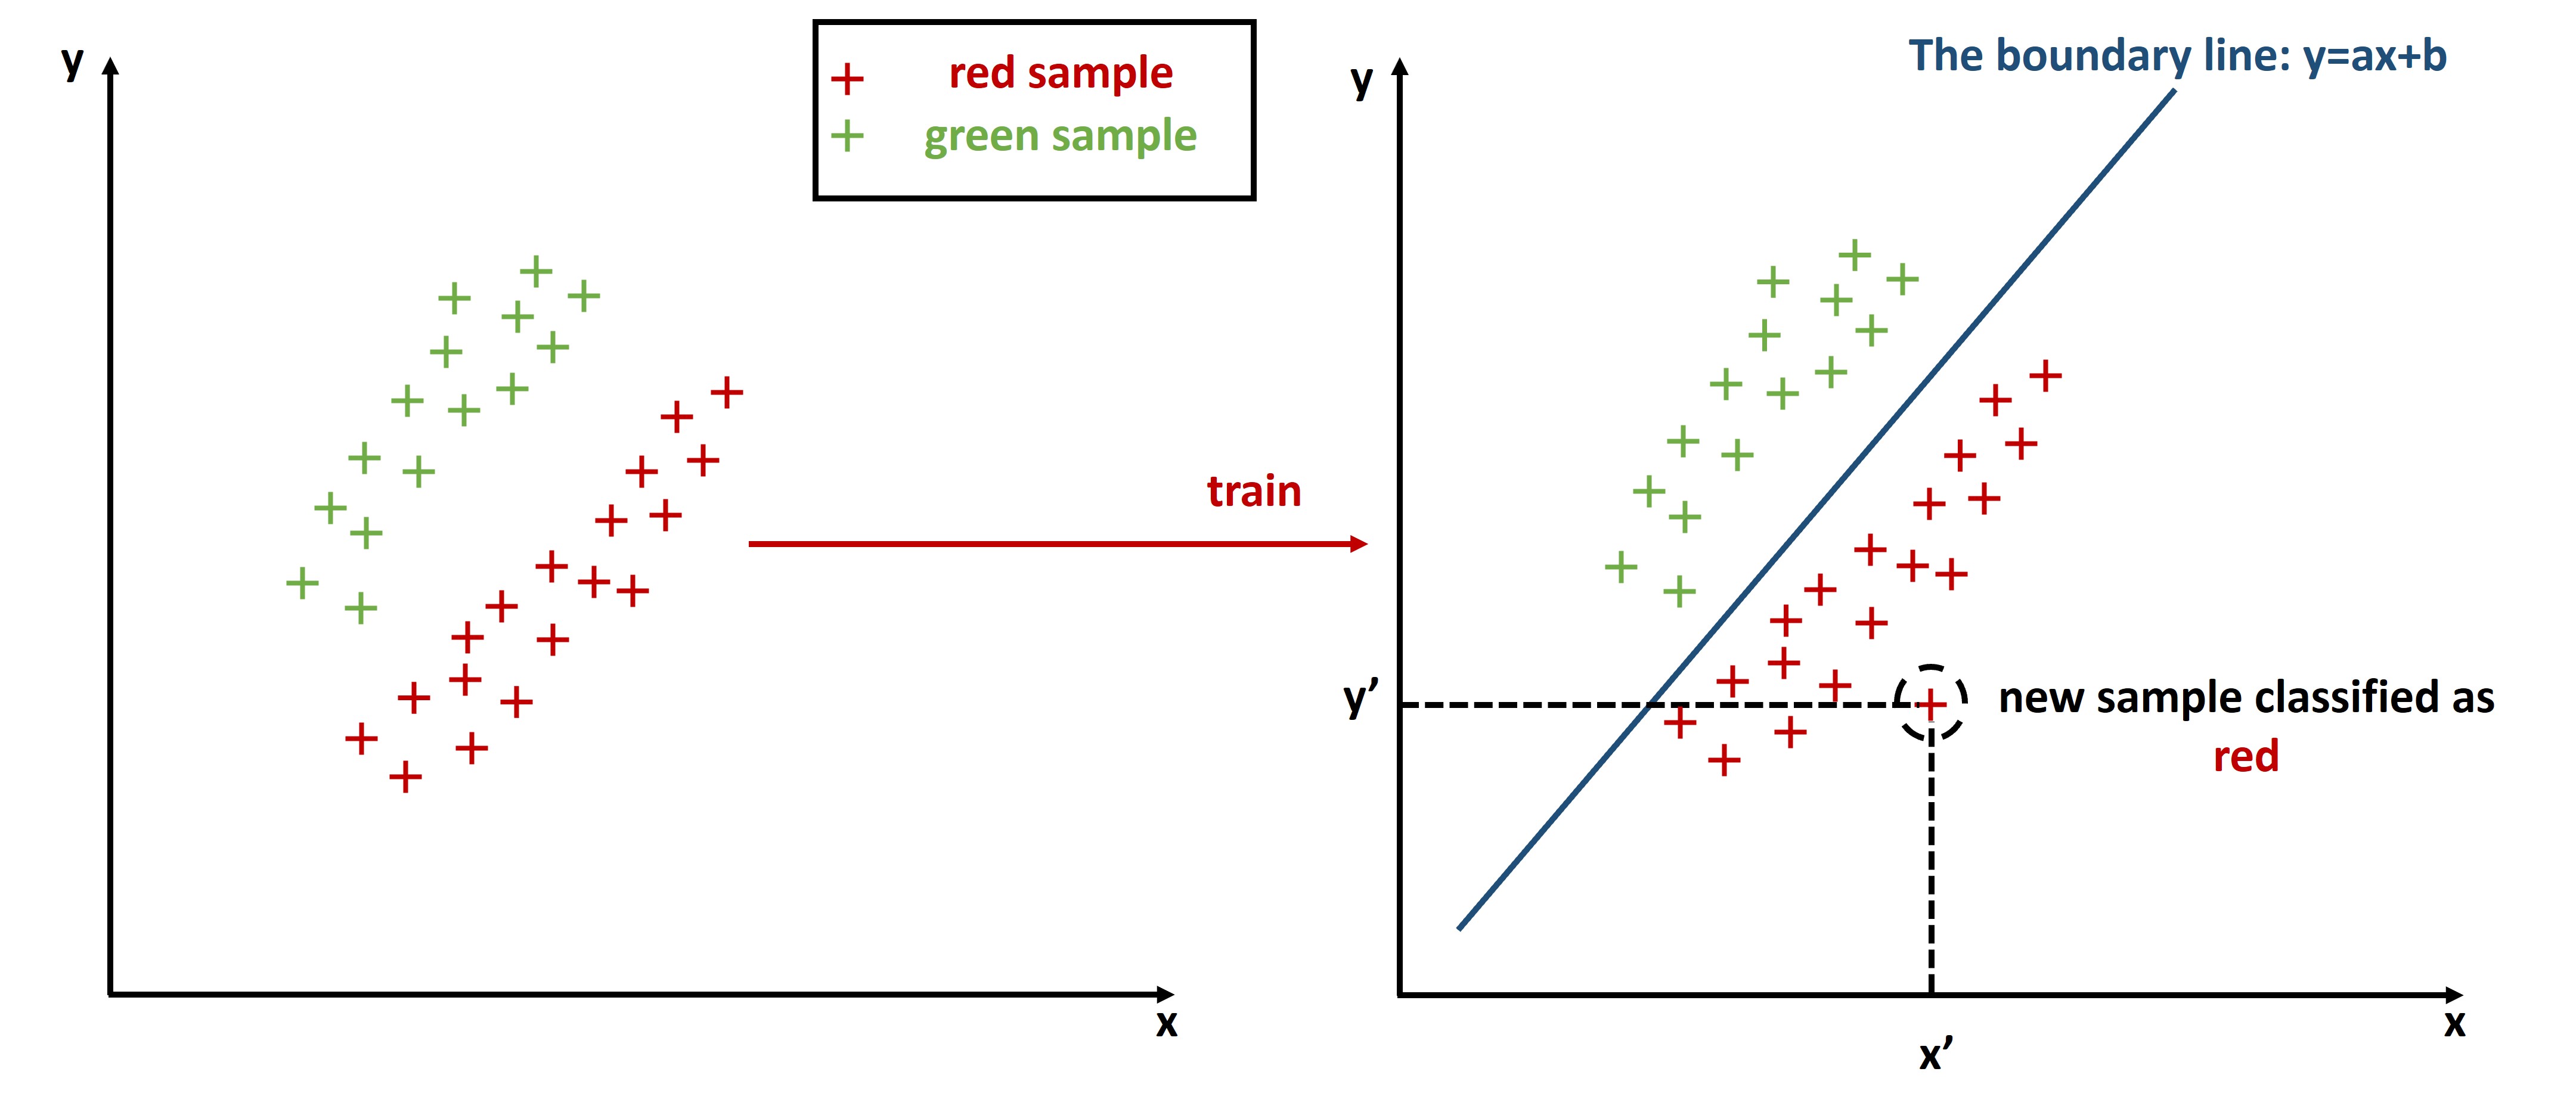 y
red sample
green sample
train
x
The boundary line: y=ax+b
y
y’
new sample classified as
red
x
x’